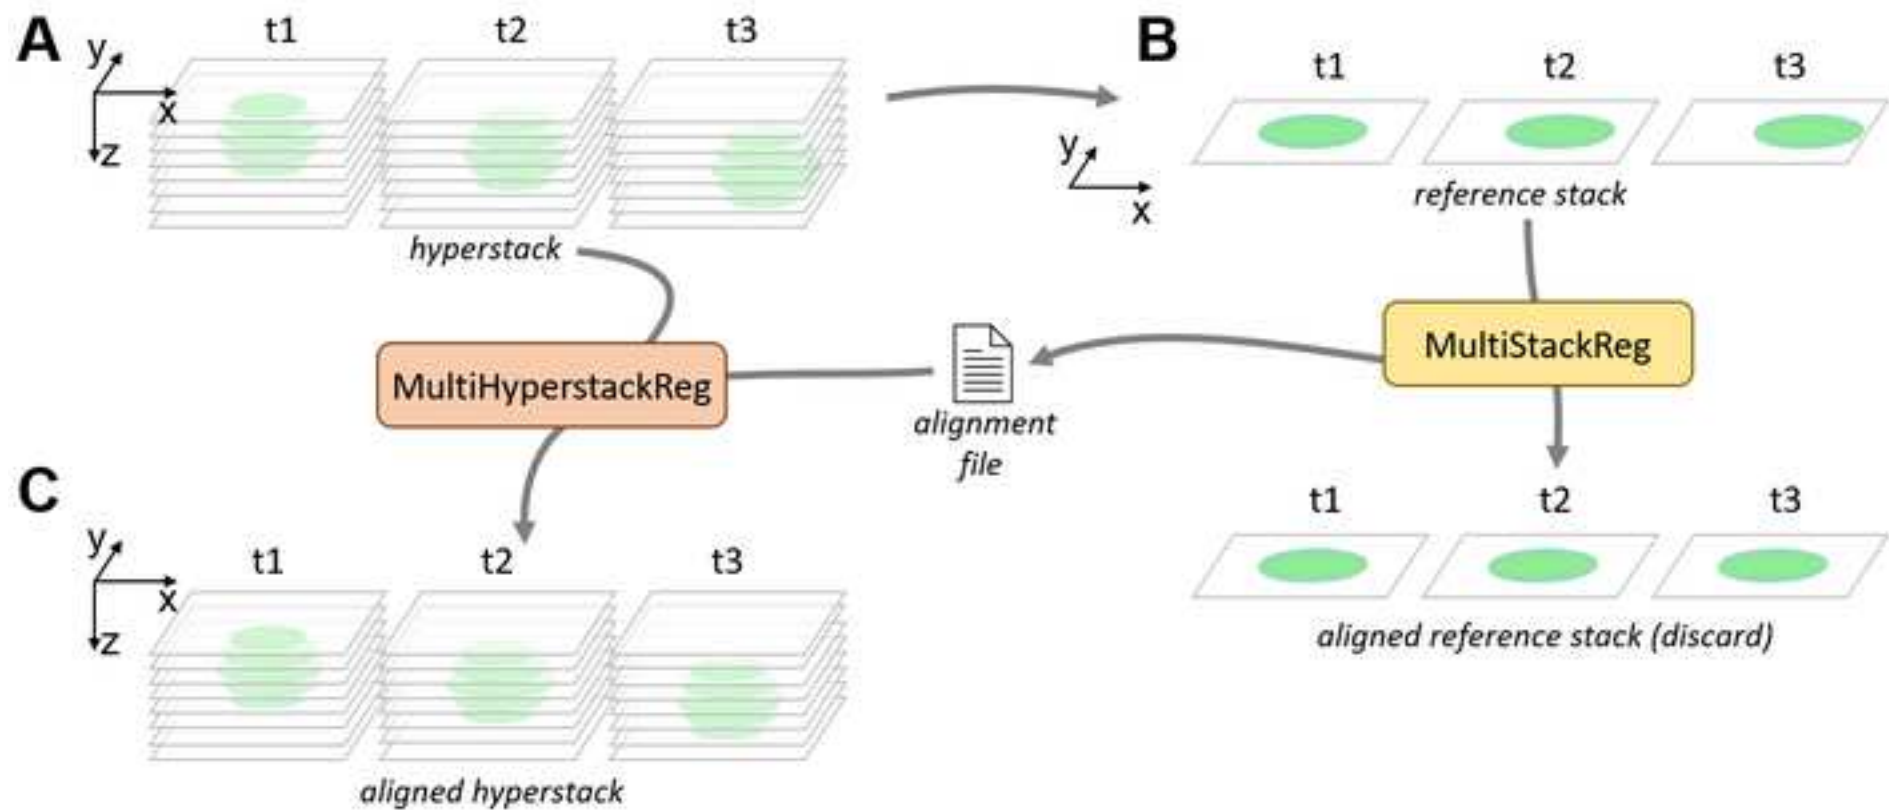 A
t1 t2 t3
y
x
z
hyperstack
B
t1 t2 t3
y
x
reference stack
MultiStackReg
MultiHyperstackReg
alignment
file
C
t1 t2 t3
y
x
z
aligned hyperstack
t1 t2 t3
aligned reference stack (discard)